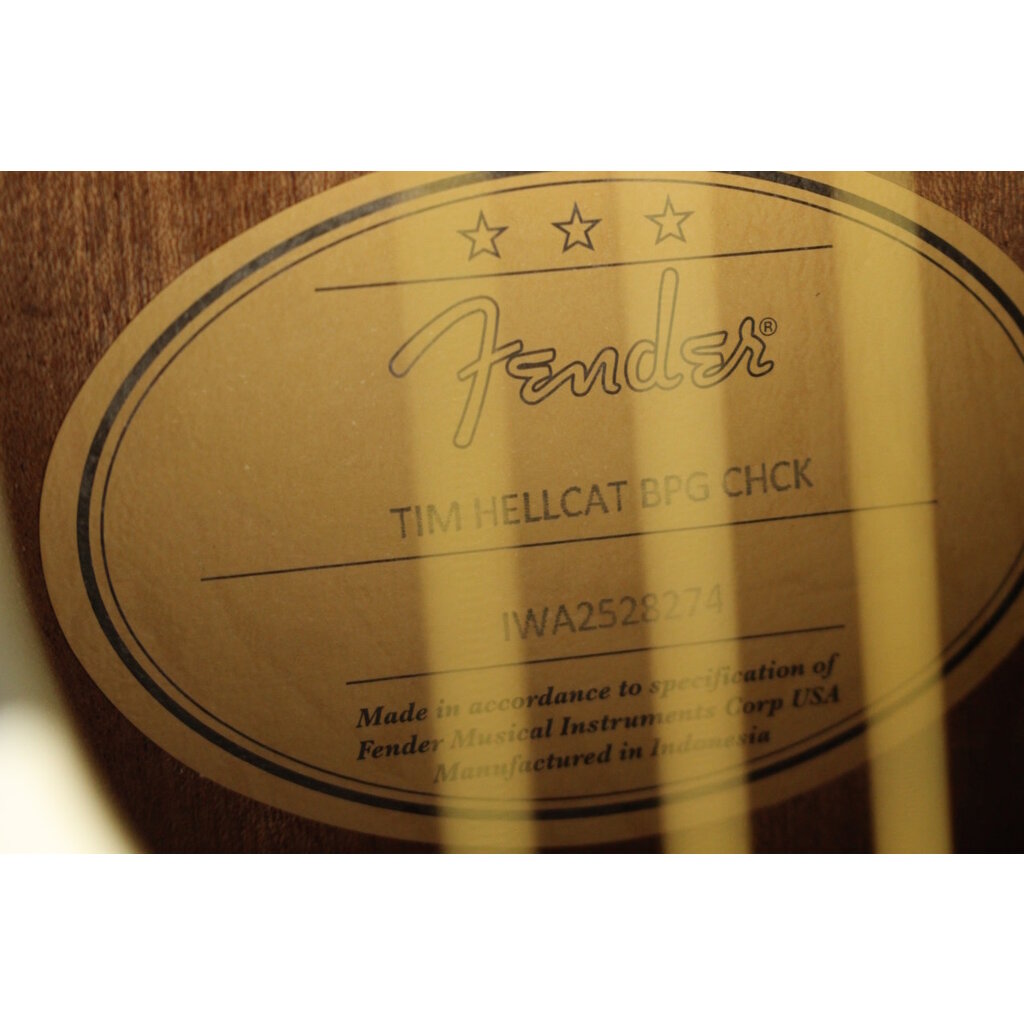 Fender®
TIM HELLCAT BPG CHCK
IWA2528274
Made in accordance to specification of
Fender Musical Instruments Corp USA
Manufactured in Indonesia